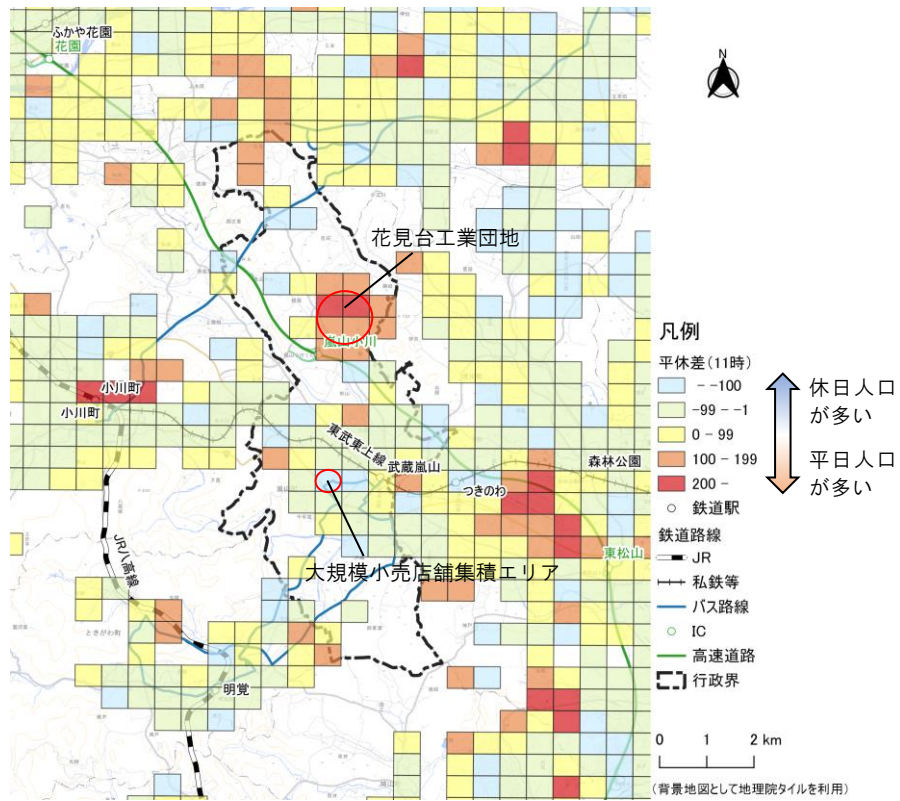 ふかや花園
花園
N
花見台工業団地
嵐山小川
小川町
小川町
東武東上線
武蔵嵐山
森林公園
つきのわ
東松山
JR八高線
大規模小売店舗集積エリア
ときがわ町
明覚
凡例
平休差(11時)
- -100
-99 - -1
0 - 99
100 - 199
200 -
鉄道駅
鉄道路線
JR
私鉄等
バス路線
IC
高速道路
行政界
休日人口
が多い
平日人口
が多い
0 1 2 km
(背景地図として地理院タイルを利用)